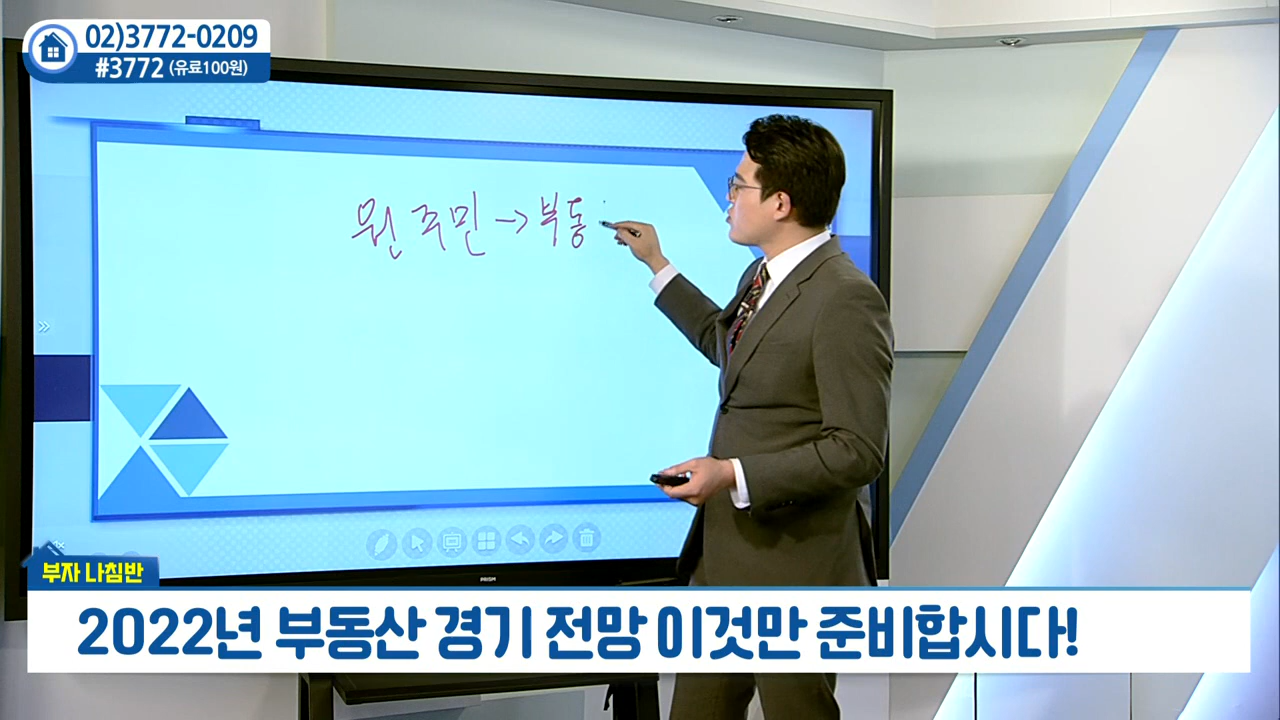 02)3772-0209
#3772 (유료100원)
원주민→부동
PRISM
부자 나침반
2022년 부동산 경기 전망 이것만 준비합시다!